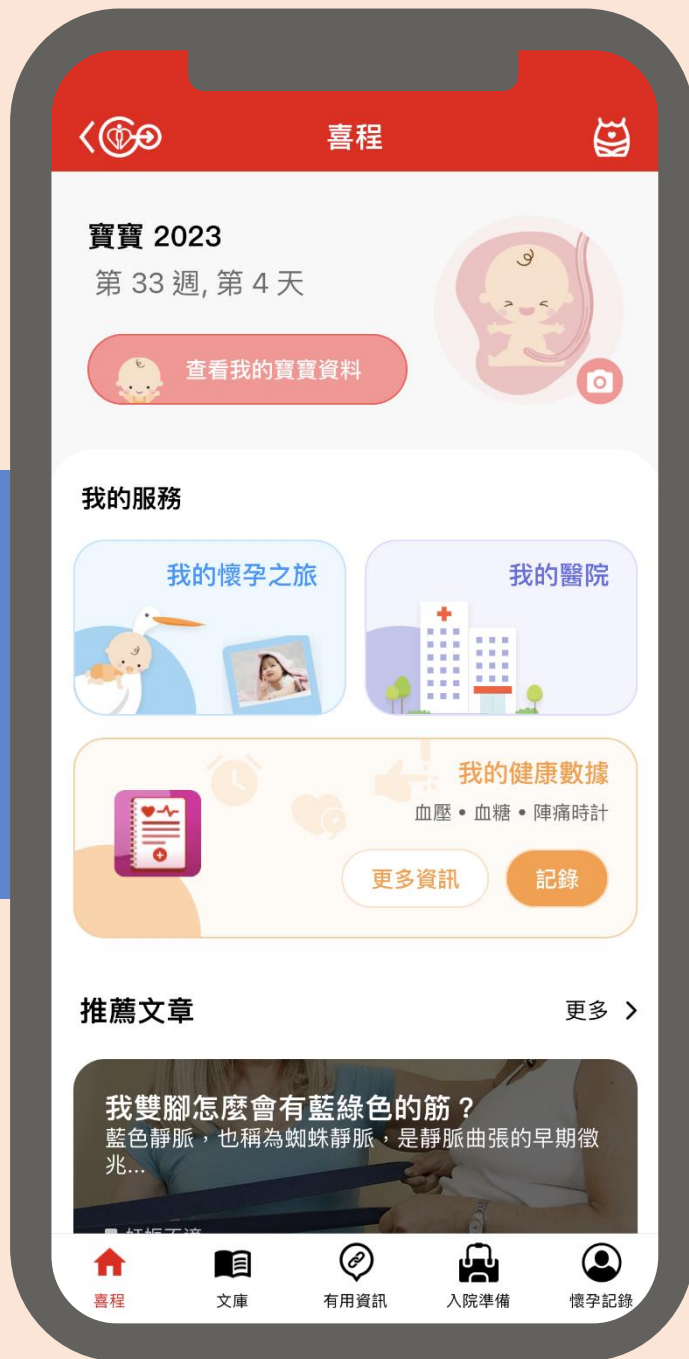 喜程
寶寶 2023
第 33 週, 第 4 天
查看我的寶寶資料
我的服務
我的懷孕之旅
我的醫院
我的健康數據
血壓 • 血糖 • 陣痛時計
更多資訊
記錄
推薦文章
更多
我雙腳怎麼會有藍綠色的筋？
藍色靜脈，也稱為蜘蛛靜脈，是靜脈曲張的早期徵
兆...
喜程
文庫
有用資訊
入院準備
懷孕記錄